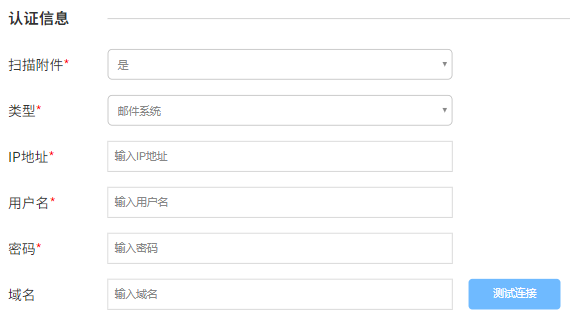 认证信息
扫描附件* 是
类型* 邮件系统
IP地址* 输入IP地址
用户名* 输入用户名
密码* 输入密码
域名 输入域名 测试连接